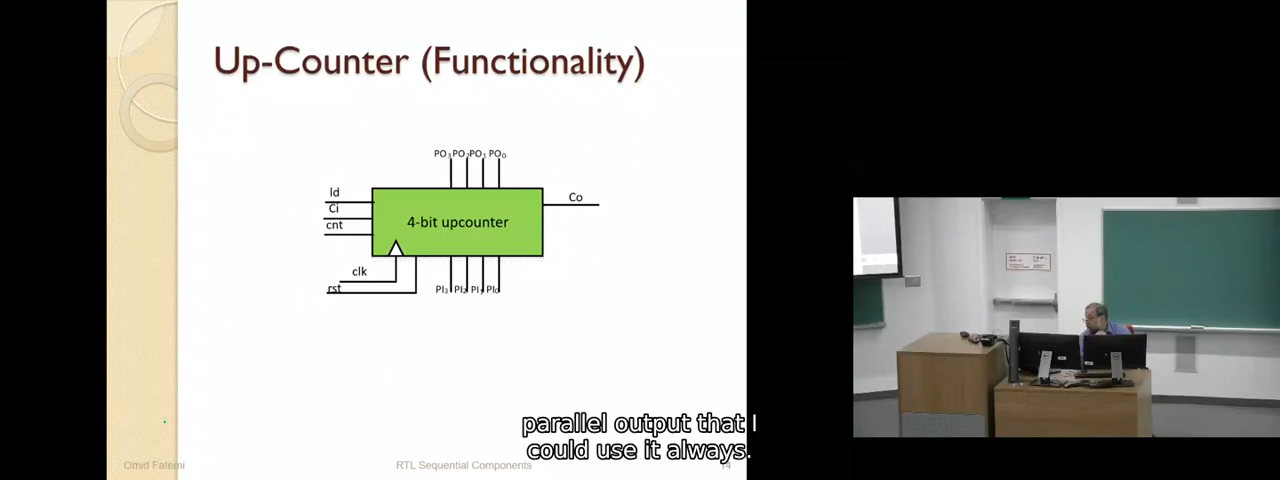 Up-Counter (Functionality)
PO3 PO2 PO1 PO0
ld
Ci
cnt
4-bit upcounter
Co
clk
rst
PI3 PI2 PI1 PI0
parallel output that I
could use it always.
Omid Fatemi
RTL Sequential Components
14